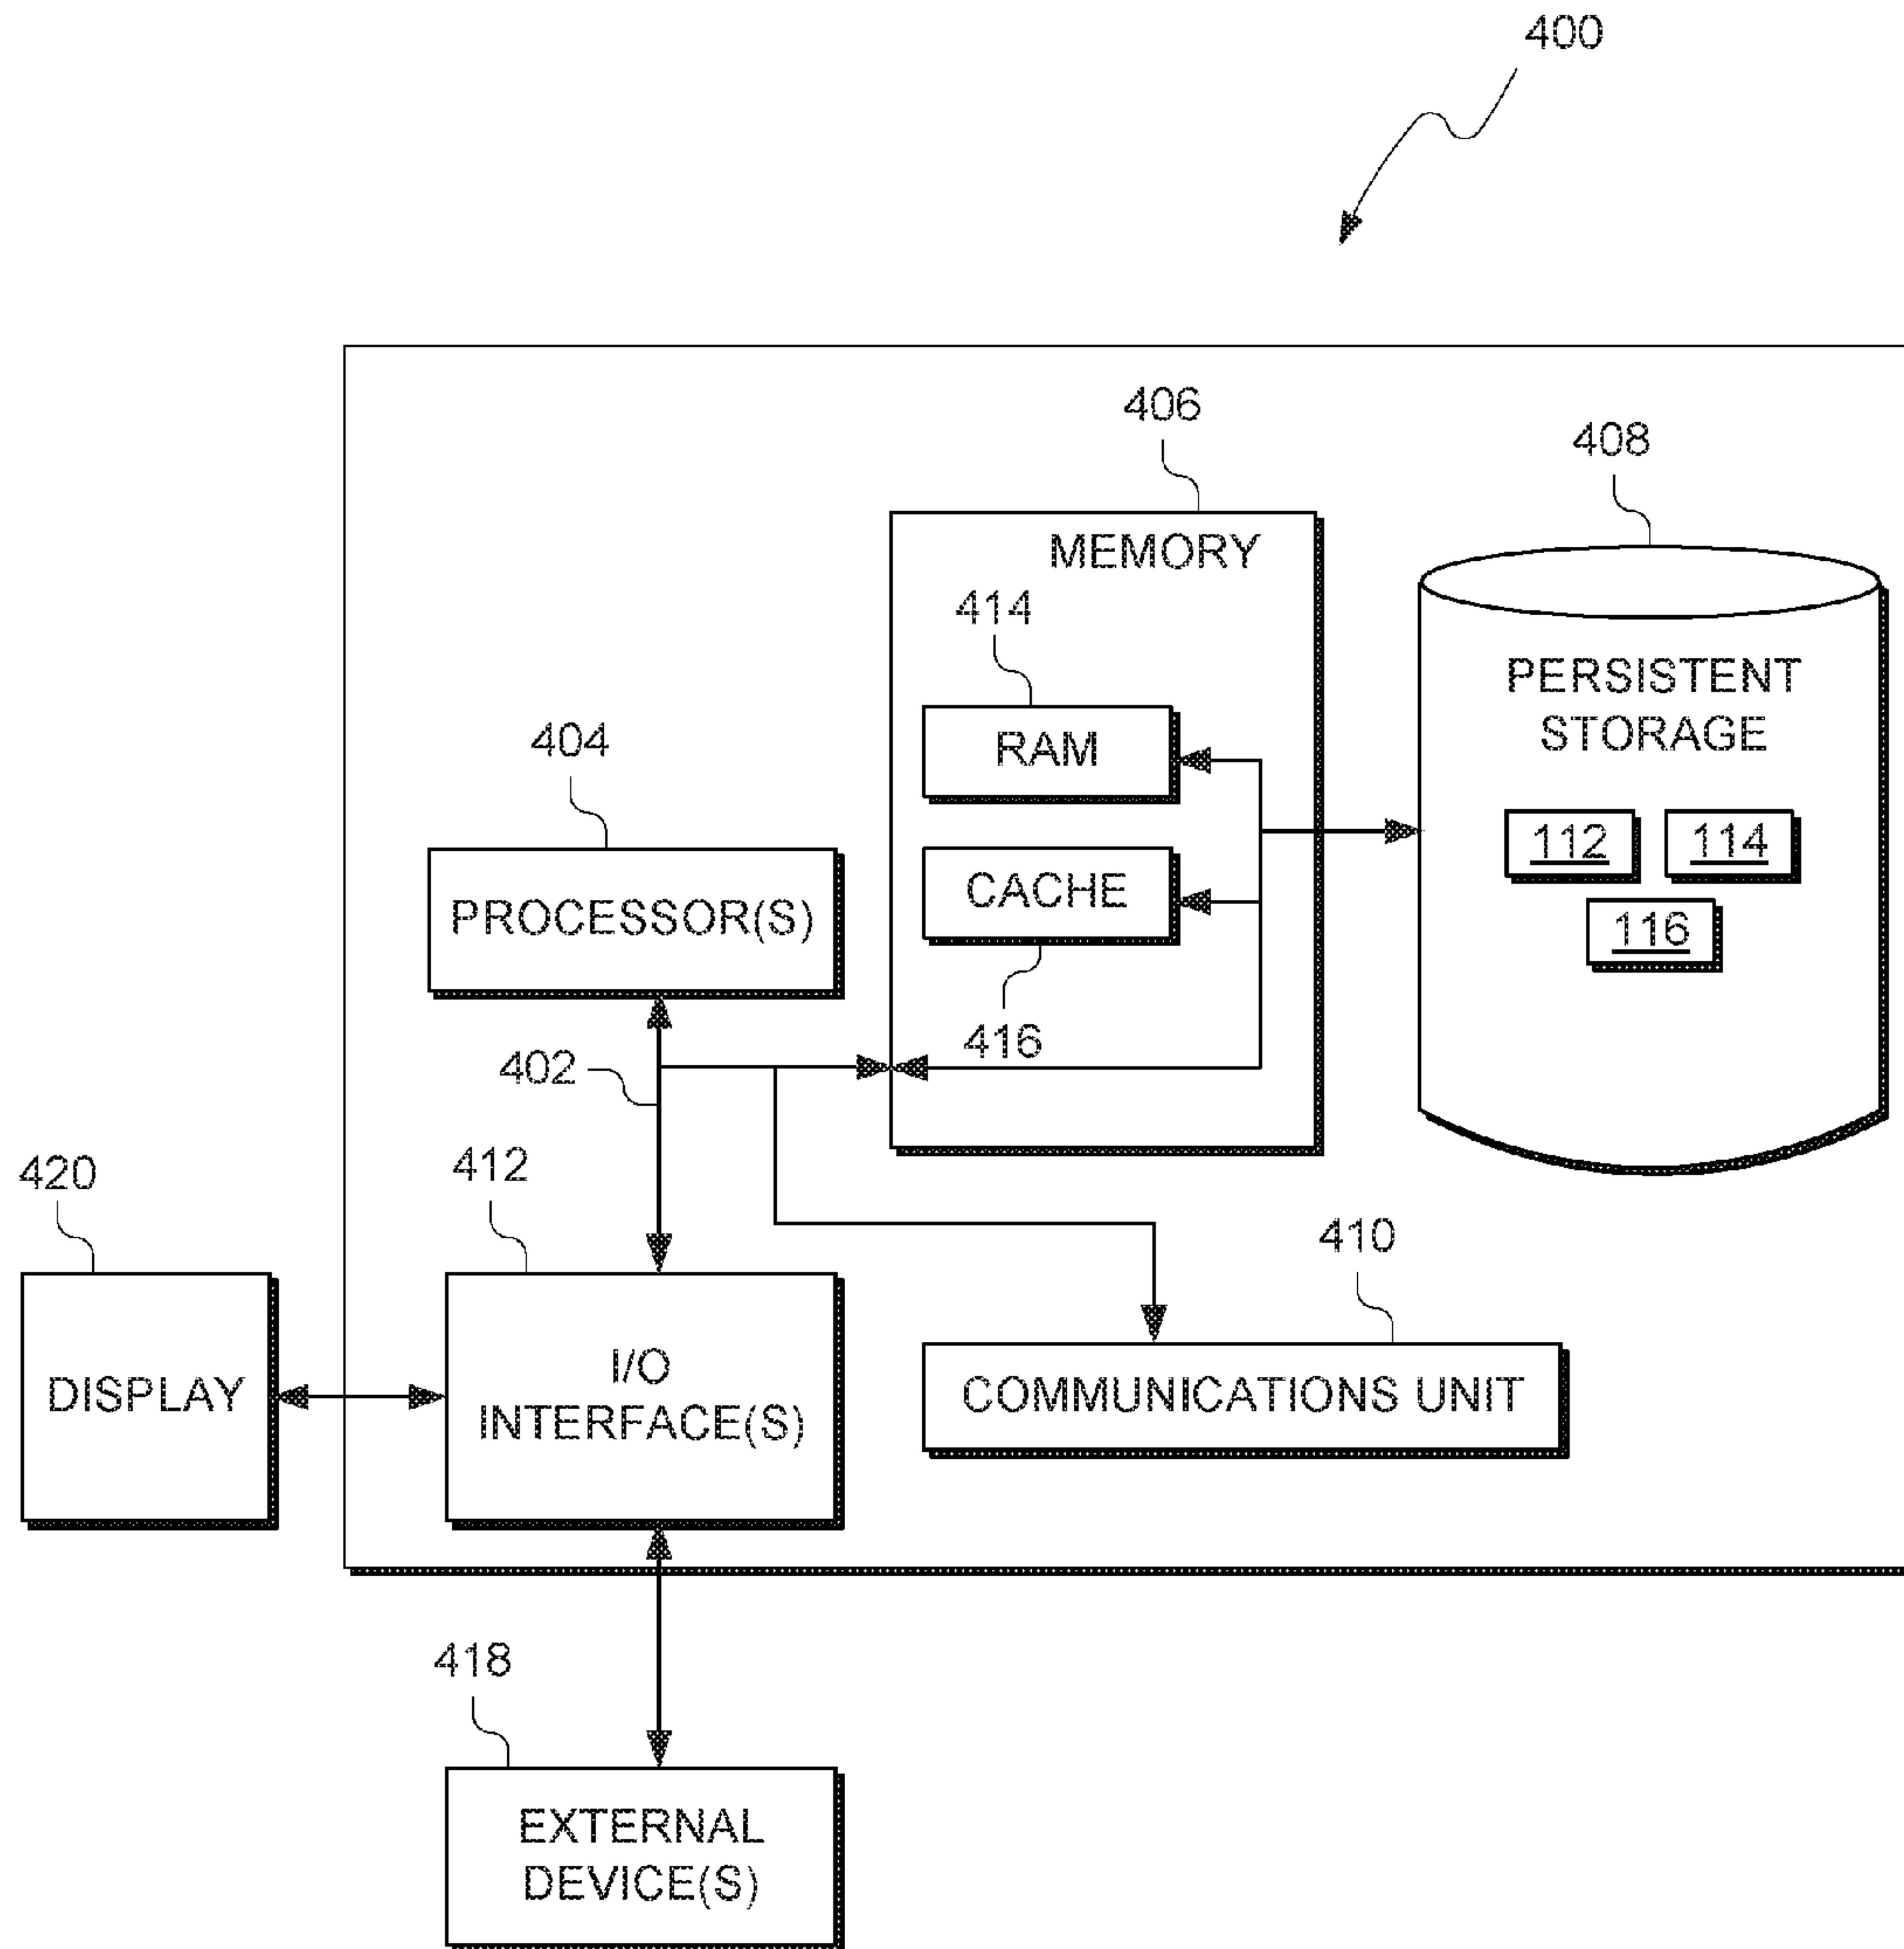 400
406
408
MEMORY
414
RAM
PERSISTENT
STORAGE
404
112
114
CACHE
PROCESSOR(S)
116
416
402
420
412
410
DISPLAY
I/O
INTERFACE(S)
COMMUNICATIONS UNIT
418
EXTERNAL
DEVICE(S)